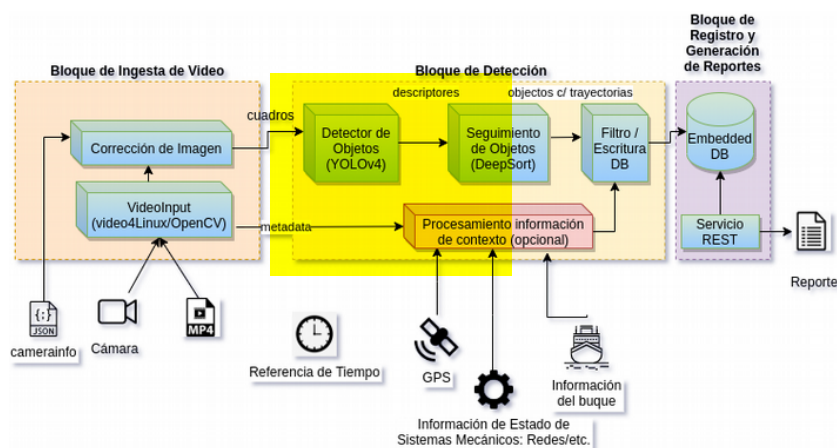 Bloque de
Registro y
Generación
de Reportes
Bloque de Ingesta de Video
Bloque de Detección
descriptores
objectos c/ trayectorias
cuadros
Corrección de Imagen
Detector de
Objetos
(YOLOv4)
Seguimiento
de Objetos
(DeepSort)
Filtro /
Escritura
DB
Embedded
DB
VideoInput
(video4Linux/OpenCV)
metadata
Procesamiento información
de contexto (opcional)
Servicio
REST
Reporte
{;}
JSON
MP4
camerainfo
Cámara
Referencia de Tiempo
GPS
Información
del buque
Información de Estado de
Sistemas Mecánicos: Redes/etc.